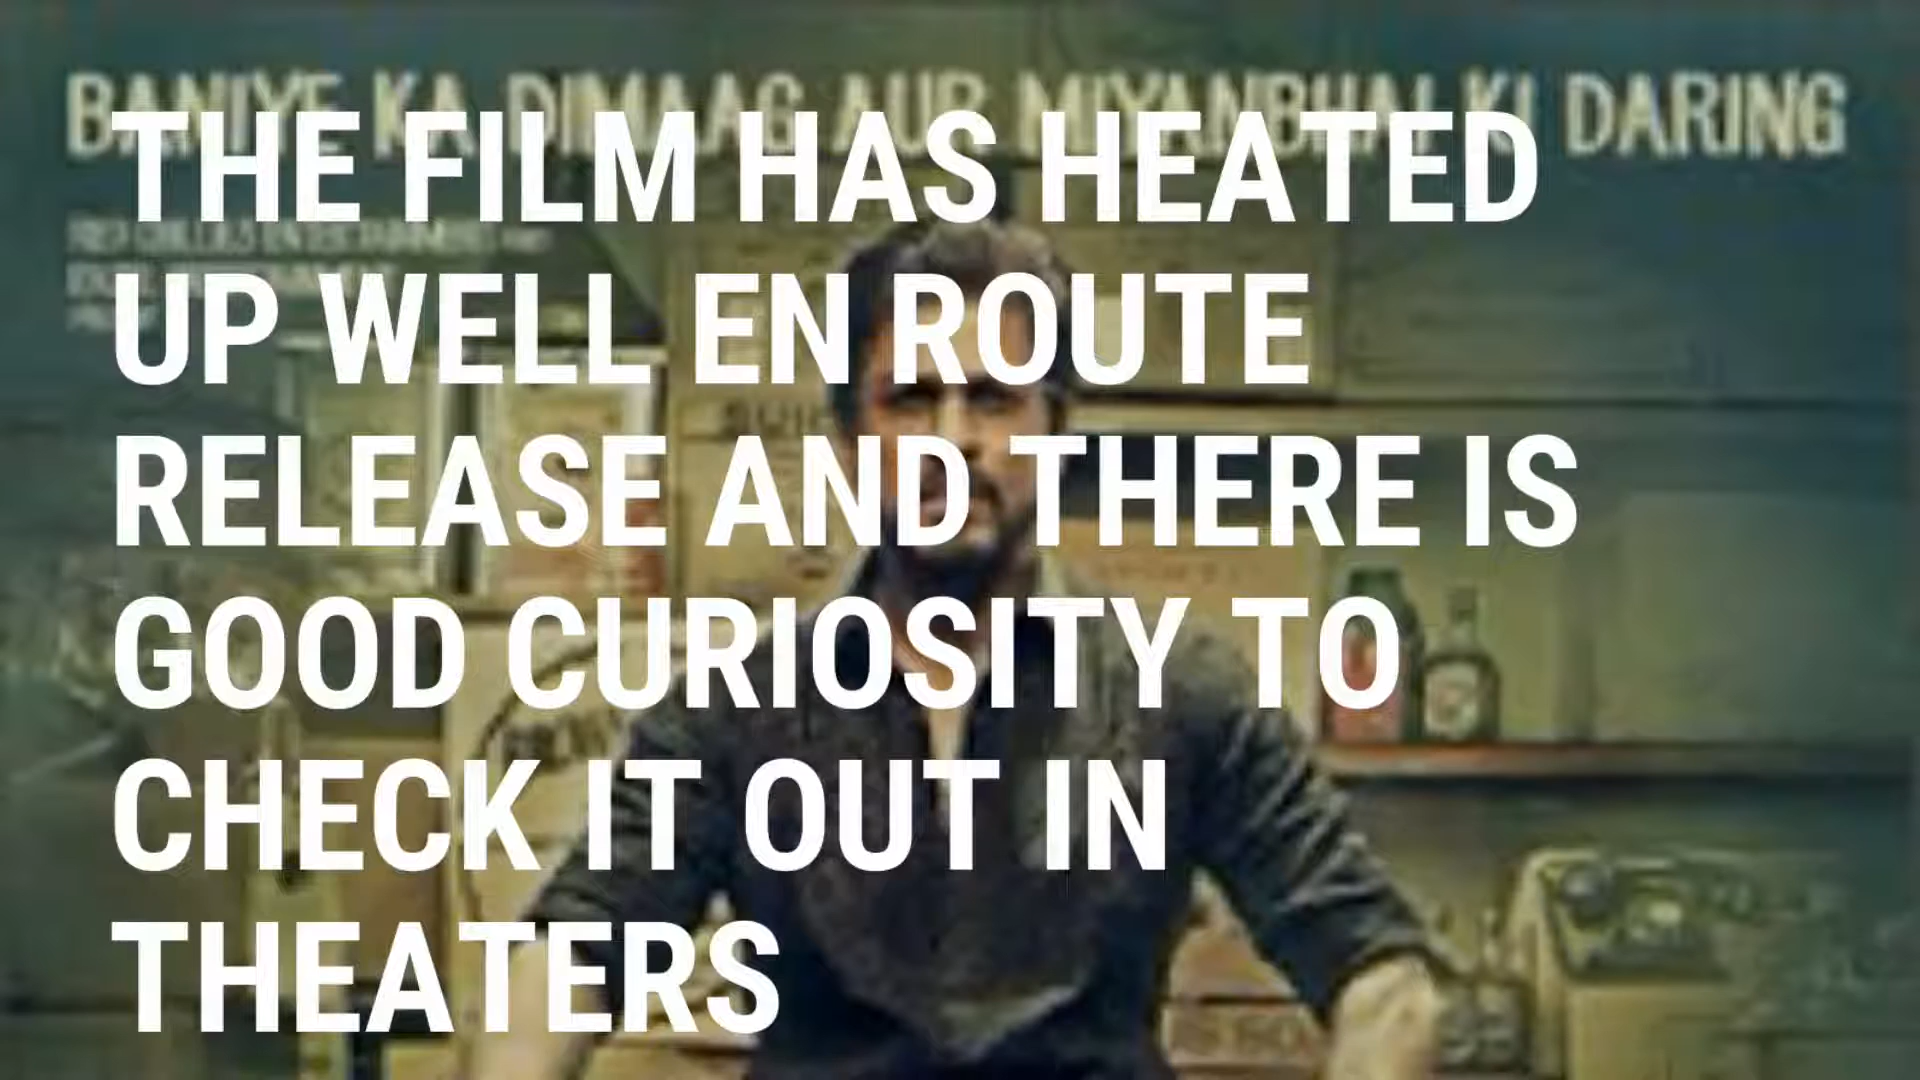 BANIYE KA DIMAAG AUR MIYANBHAI KI DARING
THE FILM HAS HEATED
UP WELL EN ROUTE
RELEASE AND THERE IS
GOOD CURIOSITY TO
CHECK IT OUT IN
THEATERS